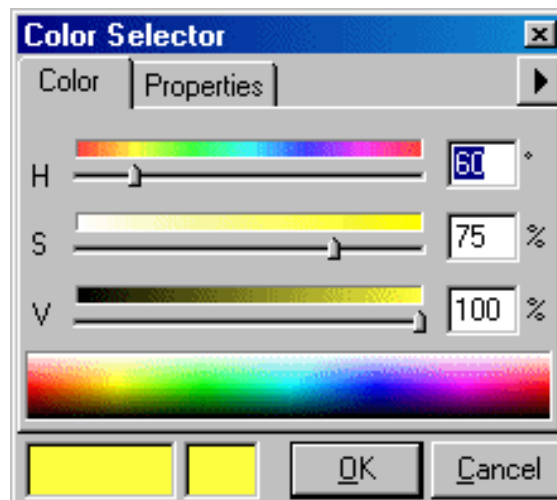 Color Selector
Color Properties
H 60 °
S 75 %
V 100 %
OK Cancel